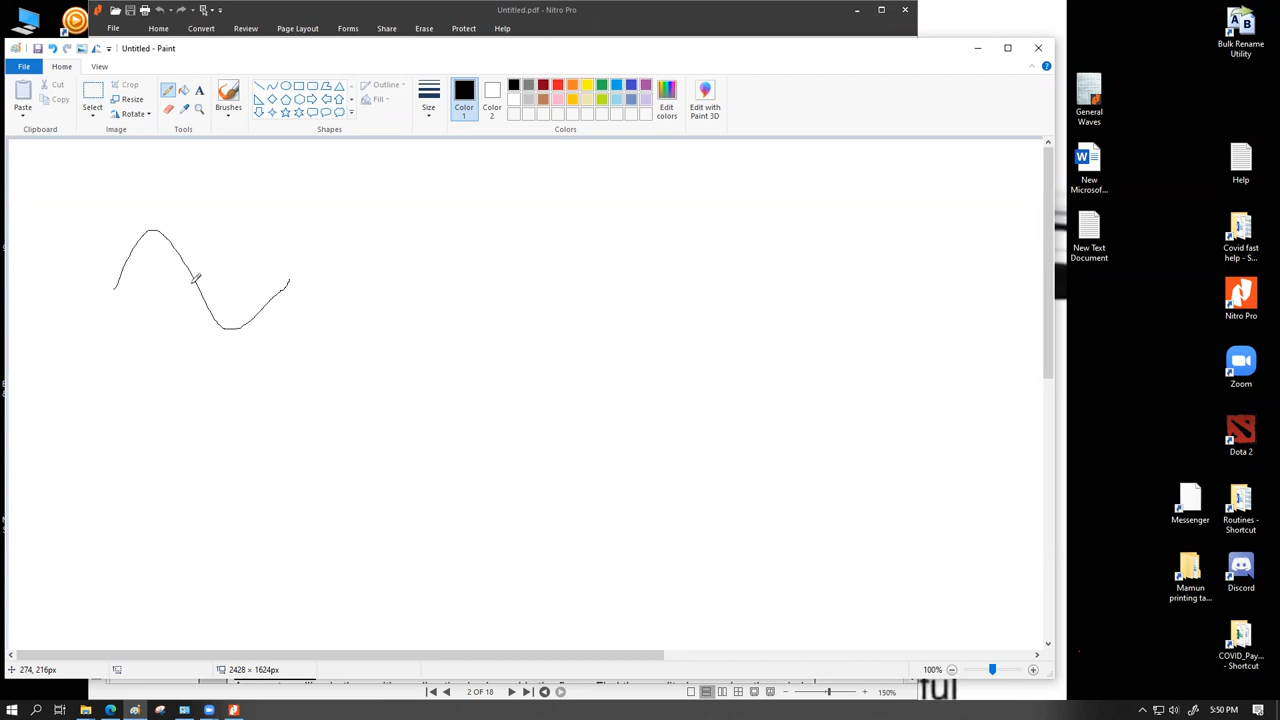 Untitled.pdf - Nitro Pro
File Home Convert Review Page Layout Forms Share Erase Protect Help
Untitled - Paint
File Home View
Paste
Cut
Copy
Clipboard
Select
Crop
Resize
Rotate
Image
A
Tools
Brushes
Shapes
Outline
Fill
Size
Color 1
Color 2
Edit colors
Colors
Edit with Paint 3D
274, 216px
2428 × 1624px
100%
2 OF 18
150%
ful
General Waves
New Microsof...
New Text Document
Bulk Rename Utility
Help
Covid fast help - S...
Nitro Pro
Zoom
Dota 2
Messenger
Routines - Shortcut
Mamun printing ta...
Discord
COVID_Pay... - Shortcut
5:50 PM